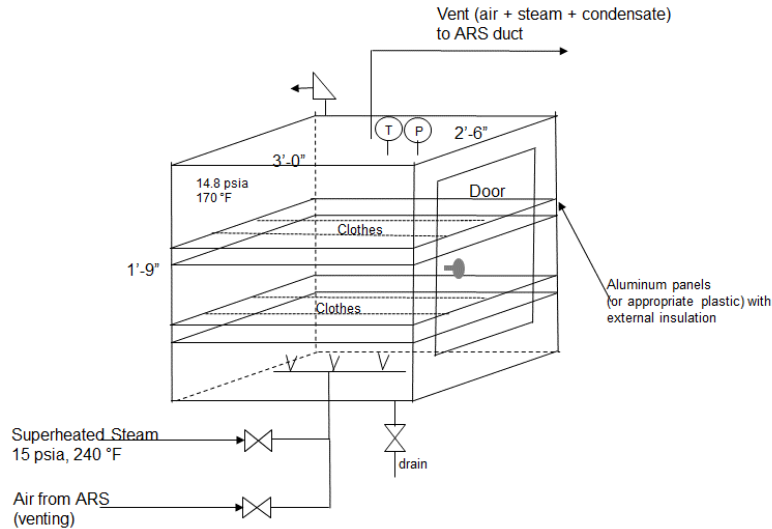 Vent (air + steam + condensate)
to ARS duct
T
P
2’-6”
3’-0”
14.8 psia
170 °F
Door
Clothes
1’-9”
Aluminum panels
(or appropriate plastic) with
external insulation
Clothes
Superheated Steam
15 psia, 240 °F
drain
Air from ARS
(venting)